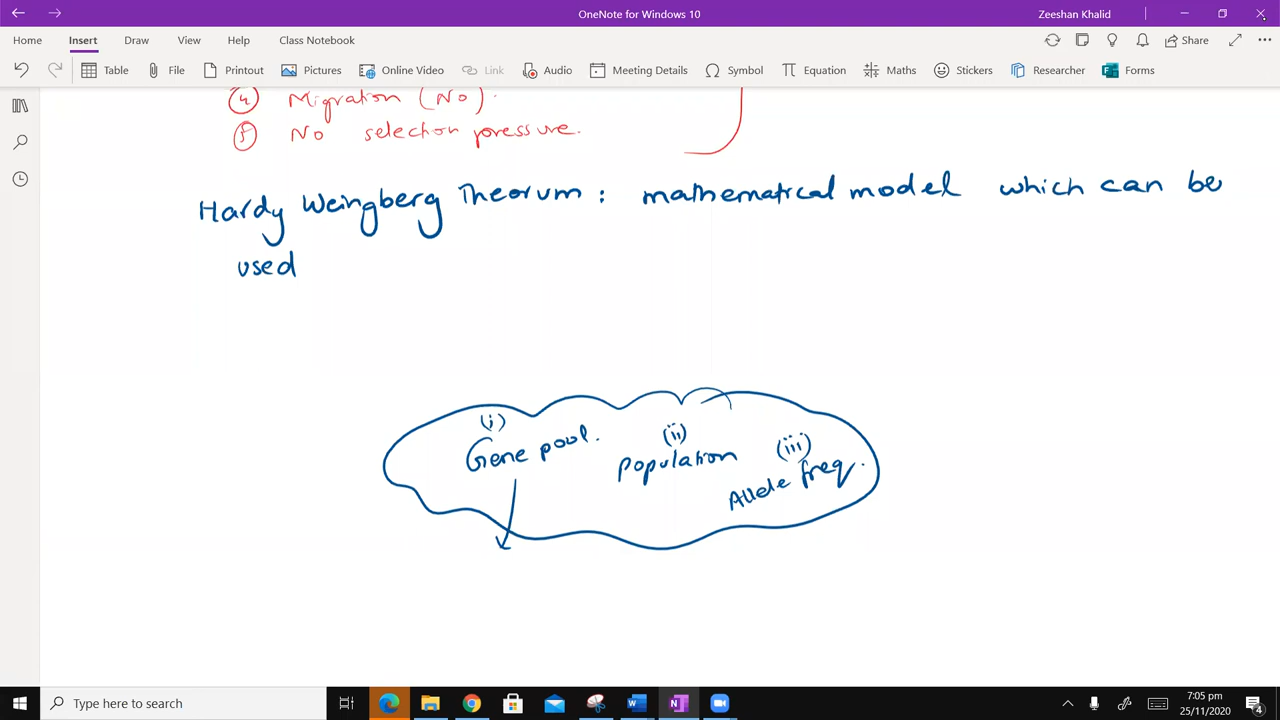 OneNote for Windows 10
Zeeshan Khalid
Home Insert Draw View Help Class Notebook
Share
Table File Printout Pictures Online Video Link Audio Meeting Details Symbol Equation Maths Stickers Researcher Forms
(4) Migration (No).
(5) No selection pressure.
Hardy Weingberg Theorum : mathematical model which can be
used
(i) (ii) (iii)
Gene pool. Population Allele freq.
Type here to search
7:05 pm
25/11/2020
4